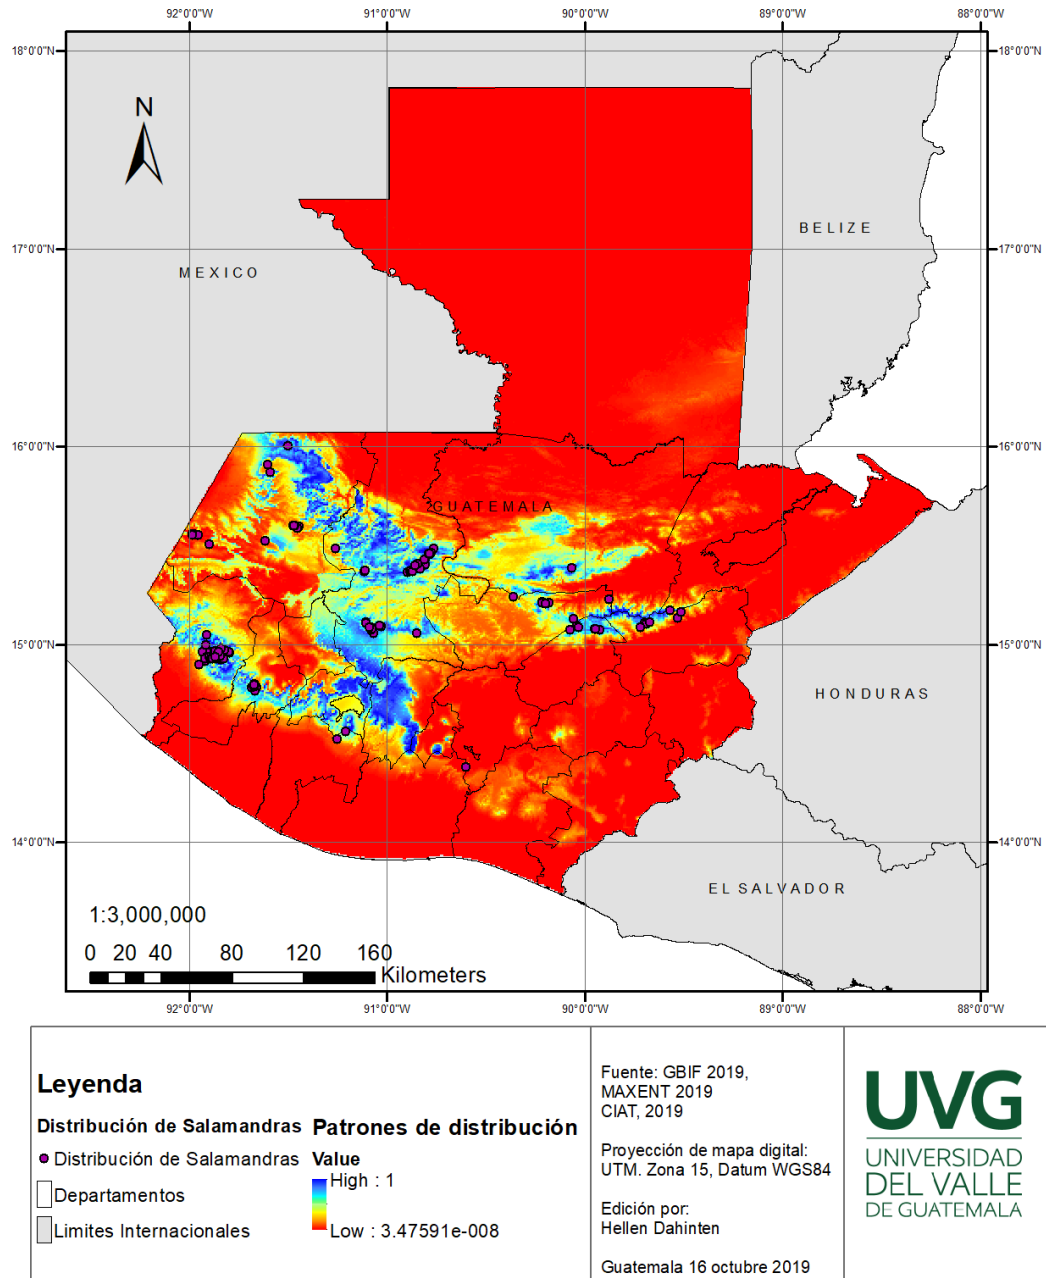 92°0'0"W 91°0'0"W 90°0'0"W 89°0'0"W 88°0'0"W
18°0'0"N 18°0'0"N
N
17°0'0"N 17°0'0"N
BELIZE
MEXICO
16°0'0"N 16°0'0"N
GUATEMALA
15°0'0"N 15°0'0"N
HONDURAS
14°0'0"N 14°0'0"N
EL SALVADOR
1:3,000,000
0 20 40 80 120 160
Kilometers
92°0'0"W 91°0'0"W 90°0'0"W 89°0'0"W 88°0'0"W
Leyenda
Distribución de Salamandras
Distribución de Salamandras
Departamentos
Limites Internacionales
Patrones de distribución
Value
High : 1
Low : 3.47591e-008
Fuente: GBIF 2019,
MAXENT 2019
CIAT, 2019
Proyección de mapa digital:
UTM. Zona 15, Datum WGS84
Edición por:
Hellen Dahinten
Guatemala 16 octubre 2019
UVG
UNIVERSIDAD
DEL VALLE
DE GUATEMALA